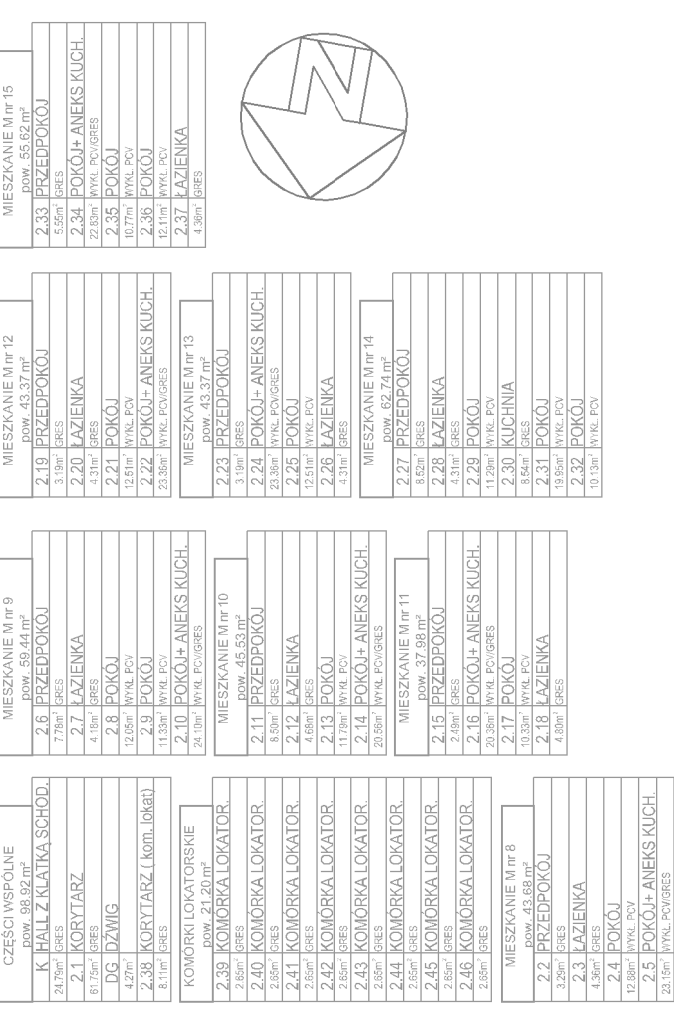 CZĘŚCI WSPÓLNE
pow. 98.92 m²
K HALL Z KLATKĄ SCHOD.
24.79m² GRES
2.1 KORYTARZ
61.75m² GRES
DG DŹWIG
4.27m²
2.38 KORYTARZ ( kom. lokat)
8.11m² GRES
KOMÓRKI LOKATORSKIE
pow. 21.20 m²
2.39 KOMÓRKA LOKATOR.
2.65m² GRES
2.40 KOMÓRKA LOKATOR.
2.65m² GRES
2.41 KOMÓRKA LOKATOR.
2.65m² GRES
2.42 KOMÓRKA LOKATOR.
2.65m² GRES
2.43 KOMÓRKA LOKATOR.
2.65m² GRES
2.44 KOMÓRKA LOKATOR.
2.65m² GRES
2.45 KOMÓRKA LOKATOR.
2.65m² GRES
2.46 KOMÓRKA LOKATOR.
2.65m² GRES
MIESZKANIE M nr 8
pow. 43.68 m²
2.2 PRZEDPOKÓJ
3.29m² GRES
2.3 ŁAZIENKA
4.36m² GRES
2.4 POKÓJ
12.88m² WYKŁ. PCV
2.5 POKÓJ+ ANEKS KUCH.
23.15m² WYKŁ. PCV/GRES
MIESZKANIE M nr 9
pow. 59.44 m²
2.6 PRZEDPOKÓJ
7.78m² GRES
2.7 ŁAZIENKA
4.18m² GRES
2.8 POKÓJ
12.05m² WYKŁ. PCV
2.9 POKÓJ
11.33m² WYKŁ. PCV
2.10 POKÓJ+ ANEKS KUCH.
24.10m² WYKŁ. PCV/GRES
MIESZKANIE M nr 10
pow. 45.53 m²
2.11 PRZEDPOKÓJ
8.50m² GRES
2.12 ŁAZIENKA
4.68m² GRES
2.13 POKÓJ
11.79m² WYKŁ. PCV
2.14 POKÓJ+ ANEKS KUCH.
20.56m² WYKŁ. PCV/GRES
MIESZKANIE M nr 11
pow. 37.98 m²
2.15 PRZEDPOKÓJ
2.49m² GRES
2.16 POKÓJ+ ANEKS KUCH.
20.36m² WYKŁ. PCV/GRES
2.17 POKÓJ
10.33m² WYKŁ. PCV
2.18 ŁAZIENKA
4.80m² GRES
MIESZKANIE M nr 12
pow. 43.37 m²
2.19 PRZEDPOKÓJ
3.19m² GRES
2.20 ŁAZIENKA
4.31m² GRES
2.21 POKÓJ
12.51m² WYKŁ. PCV
2.22 POKÓJ+ ANEKS KUCH.
23.36m² WYKŁ. PCV/GRES
MIESZKANIE M nr 13
pow. 43.37 m²
2.23 PRZEDPOKÓJ
3.19m² GRES
2.24 POKÓJ+ ANEKS KUCH.
23.36m² WYKŁ. PCV/GRES
2.25 POKÓJ
12.51m² WYKŁ. PCV
2.26 ŁAZIENKA
4.31m² GRES
MIESZKANIE M nr 14
pow. 62.74 m²
2.27 PRZEDPOKÓJ
8.52m² GRES
2.28 ŁAZIENKA
4.31m² GRES
2.29 POKÓJ
11.29m² WYKŁ. PCV
2.30 KUCHNIA
8.54m² GRES
2.31 POKÓJ
19.95m² WYKŁ. PCV
2.32 POKÓJ
10.13m² WYKŁ. PCV
MIESZKANIE M nr 15
pow. 55.62 m²
2.33 PRZEDPOKÓJ
5.55m² GRES
2.34 POKÓJ+ ANEKS KUCH.
22.83m² WYKŁ. PCV/GRES
2.35 POKÓJ
10.77m² WYKŁ. PCV
2.36 POKÓJ
12.11m² WYKŁ. PCV
2.37 ŁAZIENKA
4.36m² GRES
N